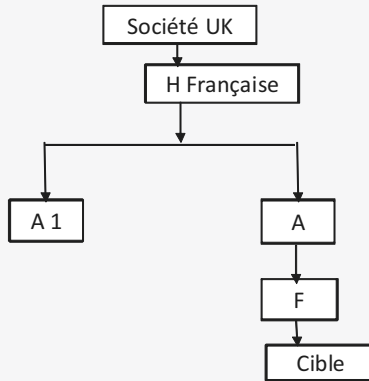 Société UK
H Française
A 1
A
F
Cible